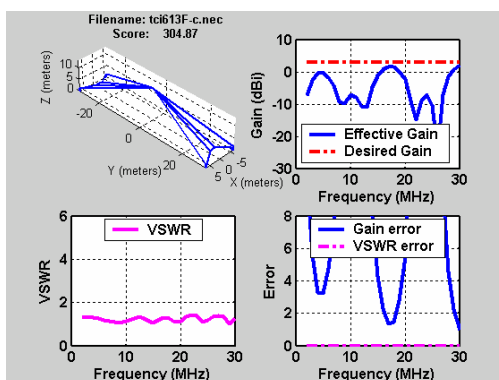 Filename: tci613F-c.nec
Score: 304.87
Z (meters)
10
5
0
-20
0
20
Y (meters)
5
0
-5
X (meters)
Gain (dBi)
10
0
-10
-20
-30
Effective Gain
Desired Gain
0
10
20
30
Frequency (MHz)
VSWR
6
4
2
0
VSWR
0
10
20
30
Frequency (MHz)
Error
8
6
4
2
0
Gain error
VSWR error
0
10
20
30
Frequency (MHz)